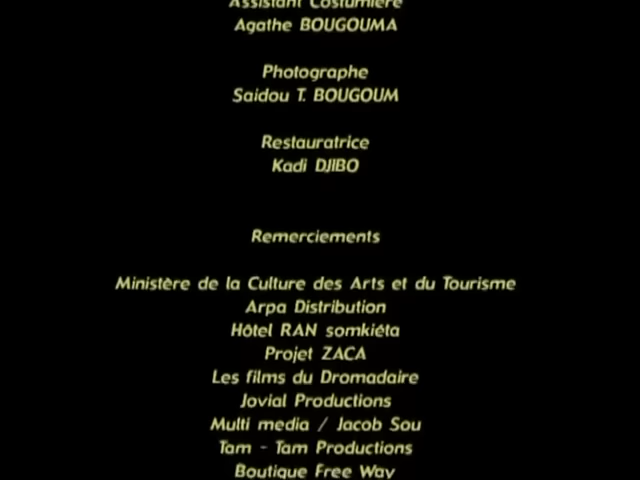 Assistant Costumière
Agathe BOUGOUMA
Photographe
Saidou T. BOUGOUM
Restauratrice
Kadi DJIBO
Remerciements
Ministère de la Culture des Arts et du Tourisme
Arpa Distribution
Hôtel RAN somkiéta
Projet ZACA
Les films du Dromadaire
Jovial Productions
Multi media / Jacob Sou
Tam - Tam Productions
Boutique Free Way